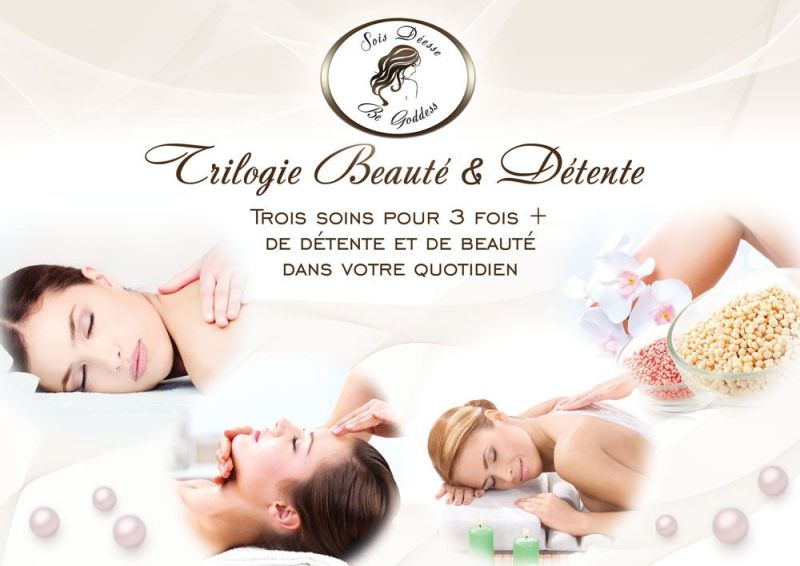 Sois Déesse
Be Goddess
Trilogie Beauté & Détente
TROIS SOINS POUR 3 FOIS +
DE DÉTENTE ET DE BEAUTÉ
DANS VOTRE QUOTIDIEN